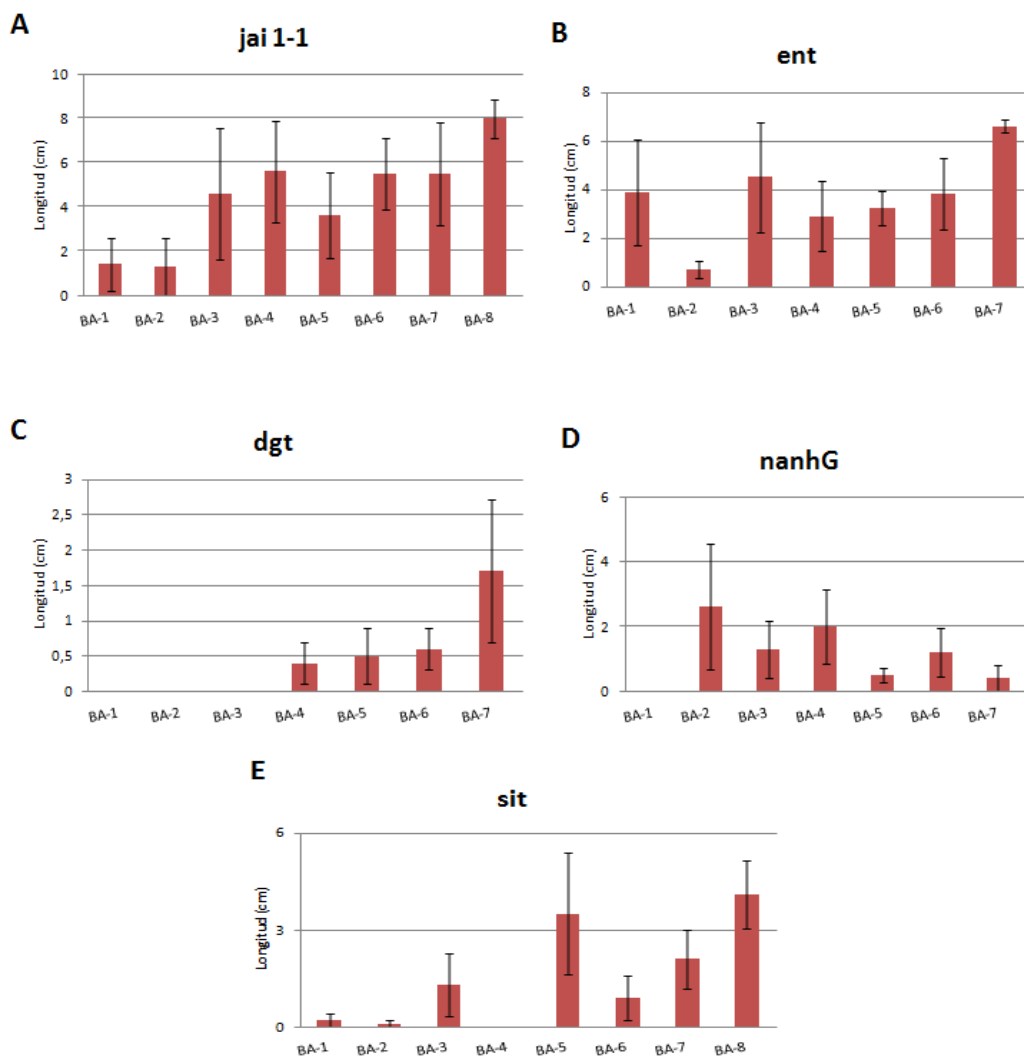 A
jai 1-1
Longitud (cm)
10
8
6
4
2
0
BA-1 BA-2 BA-3 BA-4 BA-5 BA-6 BA-7 BA-8
B
ent
Longitud (cm)
8
6
4
2
0
BA-1 BA-2 BA-3 BA-4 BA-5 BA-6 BA-7
C
dgt
Longitud (cm)
3
2,5
2
1,5
1
0,5
0
BA-1 BA-2 BA-3 BA-4 BA-5 BA-6 BA-7
D
nanhG
Longitud (cm)
6
4
2
0
BA-1 BA-2 BA-3 BA-4 BA-5 BA-6 BA-7
E
sit
Longitud (cm)
6
3
0
BA-1 BA-2 BA-3 BA-4 BA-5 BA-6 BA-7 BA-8